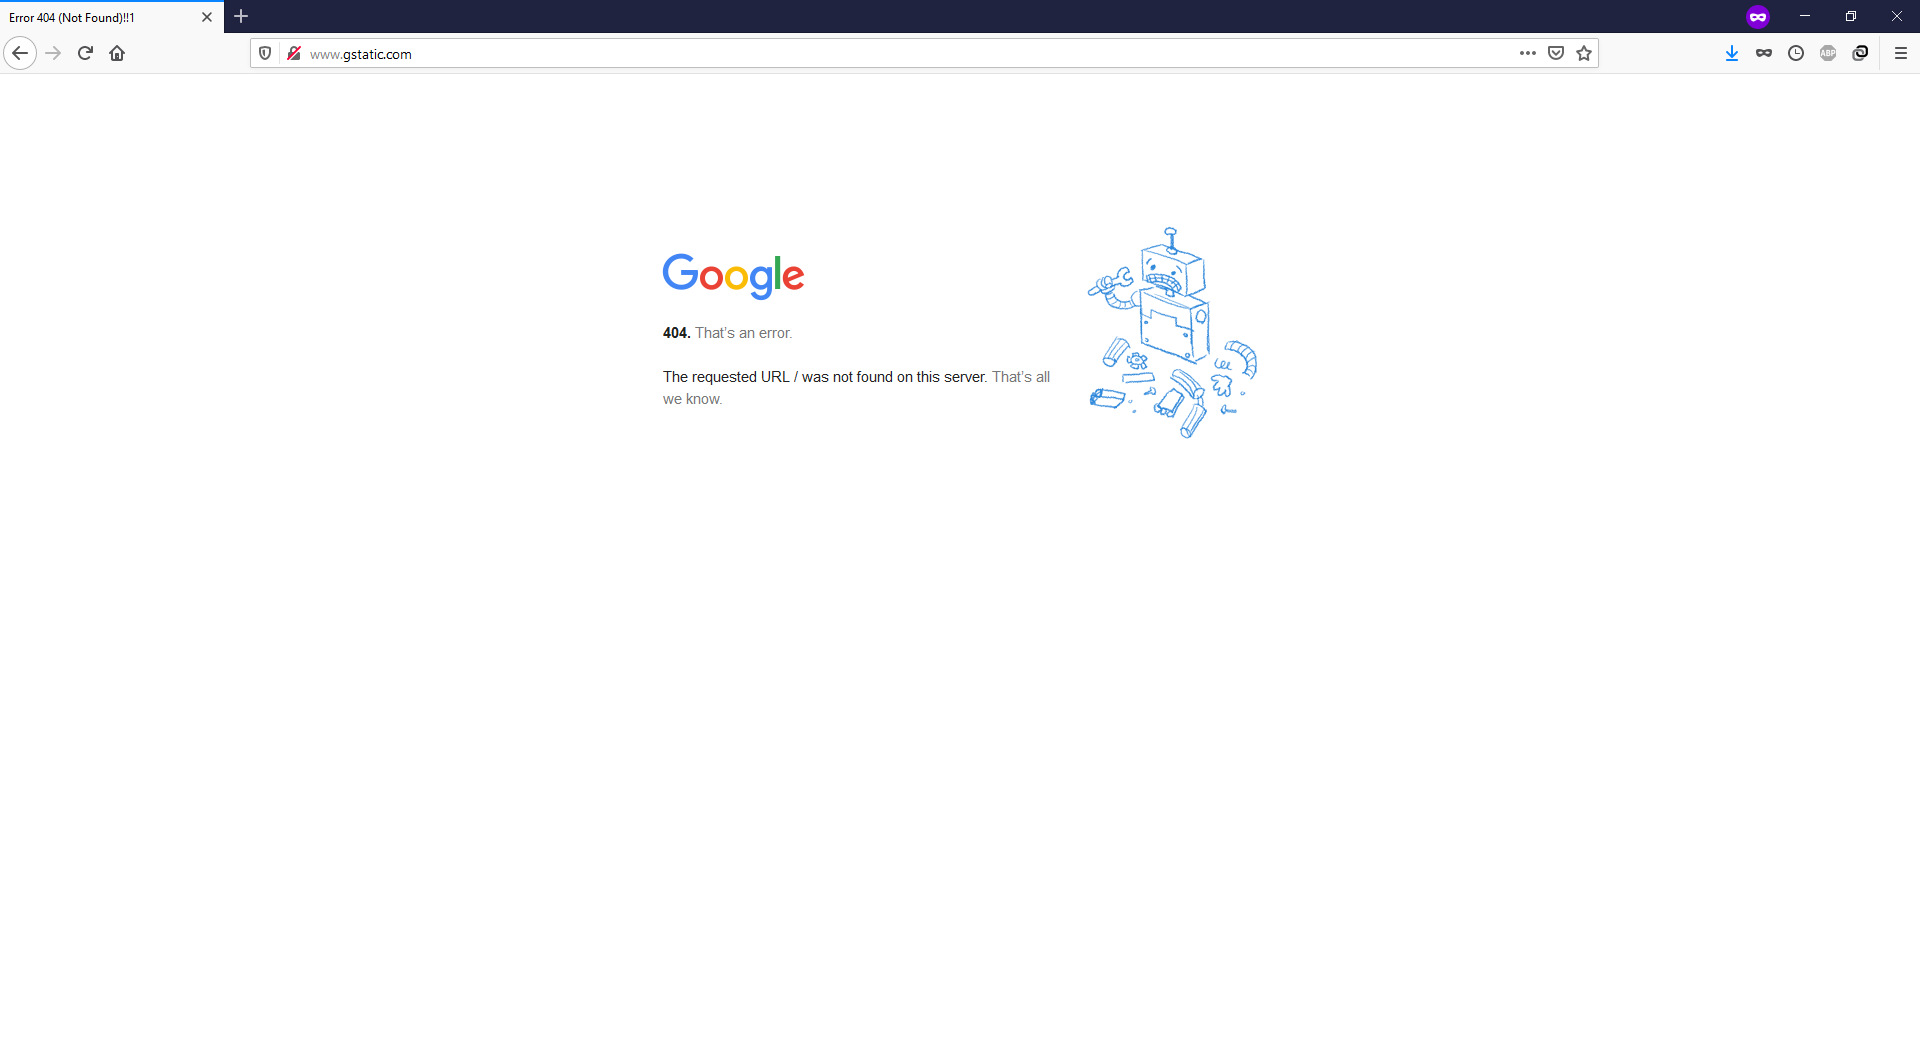 Error 404 (Not Found)!!1
www.gstatic.com
ABP
Google
404. That’s an error.
The requested URL / was not found on this server. That’s all
we know.